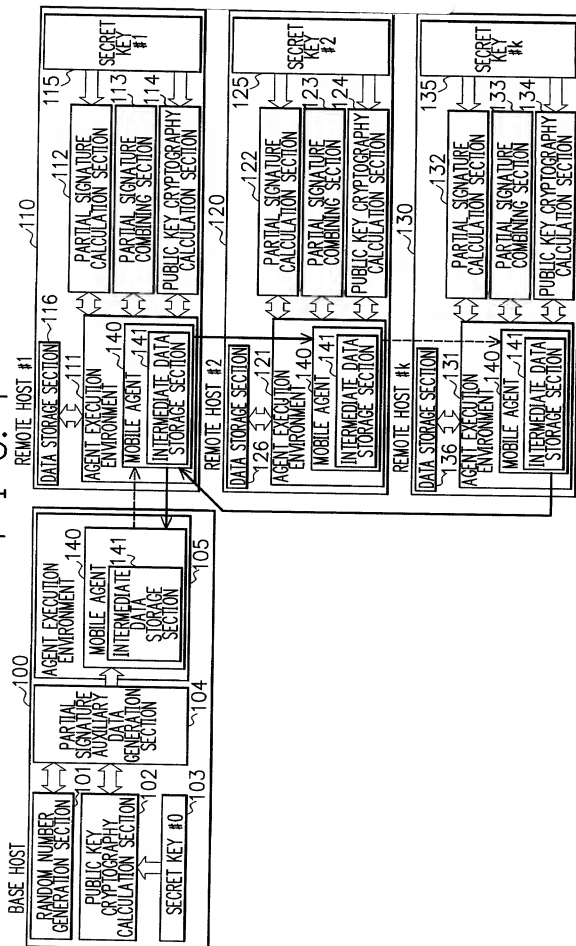 FIG. 1
BASE HOST
100
RANDOM NUMBER
GENERATION SECTION
101
PUBLIC KEY
CRYPTOGRAPHY
CALCULATION SECTION
102
SECRET KEY #0
103
PARTIAL
SIGNATURE
AUXILIARY
DATA
GENERATION
SECTION
104
AGENT EXECUTION
ENVIRONMENT
140
MOBILE AGENT
141
INTERMEDIATE
DATA
STORAGE
SECTION
105
REMOTE HOST #1
110
DATA STORAGE SECTION
116
111
AGENT EXECUTION
ENVIRONMENT
140
MOBILE AGENT
141
INTERMEDIATE DATA
STORAGE SECTION
112
PARTIAL SIGNATURE
CALCULATION SECTION
113
PARTIAL SIGNATURE
COMBINING SECTION
114
PUBLIC KEY CRYPTOGRAPHY
CALCULATION SECTION
115
SECRET
KEY
#1
REMOTE HOST #2
120
DATA STORAGE SECTION
126
121
AGENT EXECUTION
ENVIRONMENT
140
MOBILE AGENT
141
INTERMEDIATE DATA
STORAGE SECTION
122
PARTIAL SIGNATURE
CALCULATION SECTION
123
PARTIAL SIGNATURE
COMBINING SECTION
124
PUBLIC KEY CRYPTOGRAPHY
CALCULATION SECTION
125
SECRET
KEY
#2
REMOTE HOST #k
130
DATA STORAGE SECTION
136
131
AGENT EXECUTION
ENVIRONMENT
140
MOBILE AGENT
141
INTERMEDIATE DATA
STORAGE SECTION
132
PARTIAL SIGNATURE
CALCULATION SECTION
133
PARTIAL SIGNATURE
COMBINING SECTION
134
PUBLIC KEY CRYPTOGRAPHY
CALCULATION SECTION
135
SECRET
KEY
#k